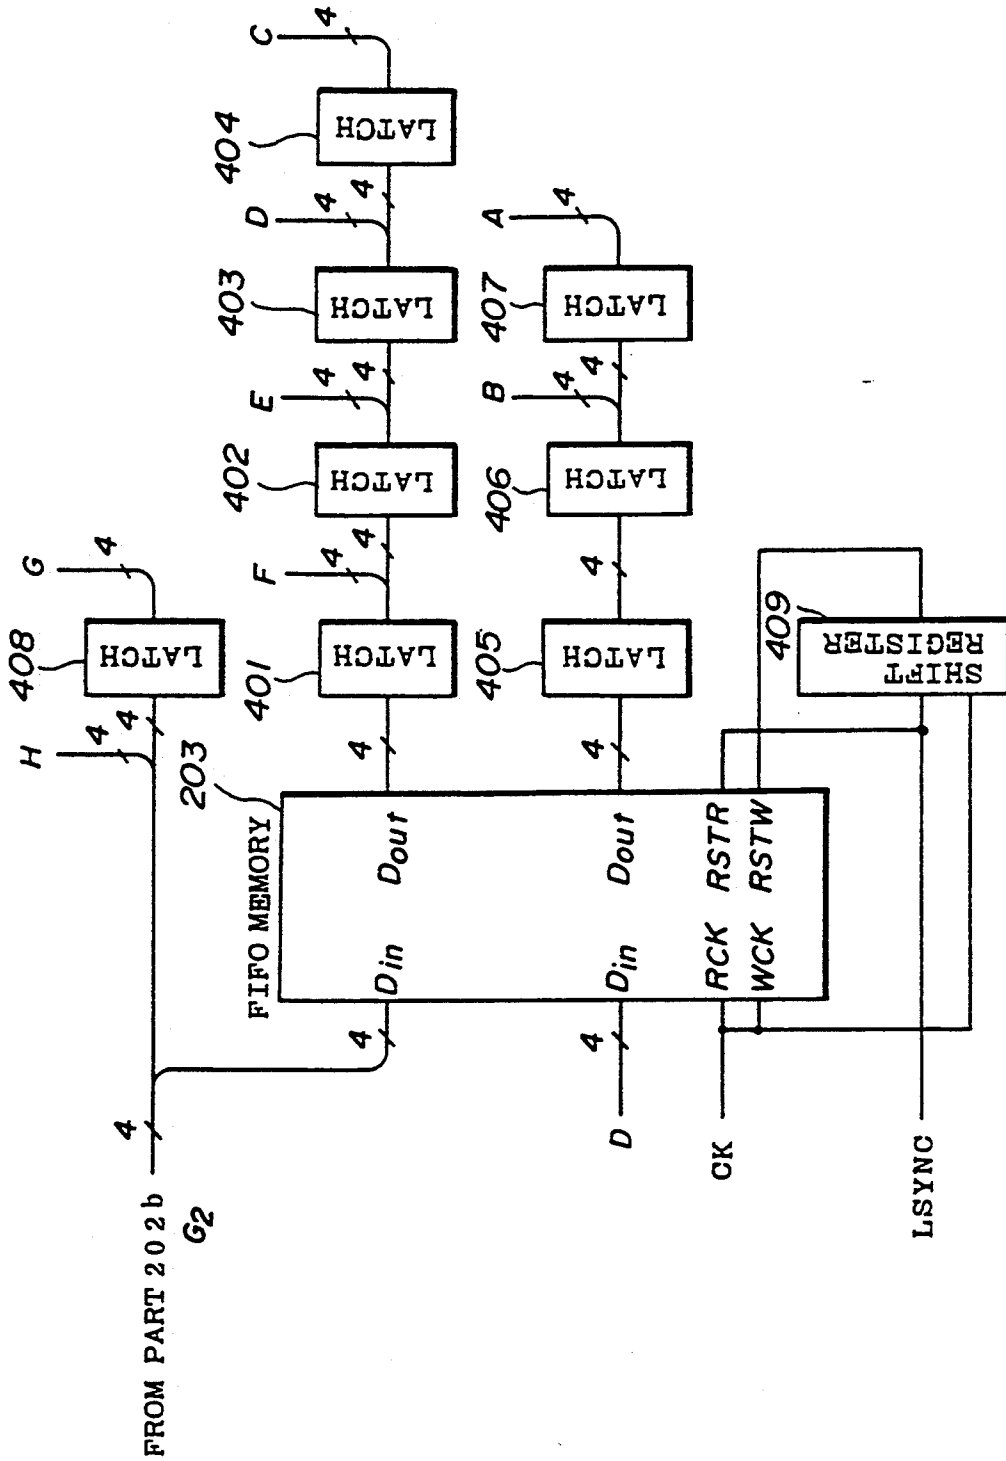 FROM PART 202b
G2
4
H
4
4
408
LATCH
G
4
FIFO MEMORY
203
4
Din
Dout
4
401
LATCH
F
4
4
402
LATCH
E
4
4
403
LATCH
D
4
4
404
LATCH
C
4
D
4
Din
Dout
4
405
LATCH
4
406
LATCH
B
4
4
407
LATCH
A
4
CK
RCK RSTR
WCK RSTW
LSYNC
409
SHIFT
REGISTER